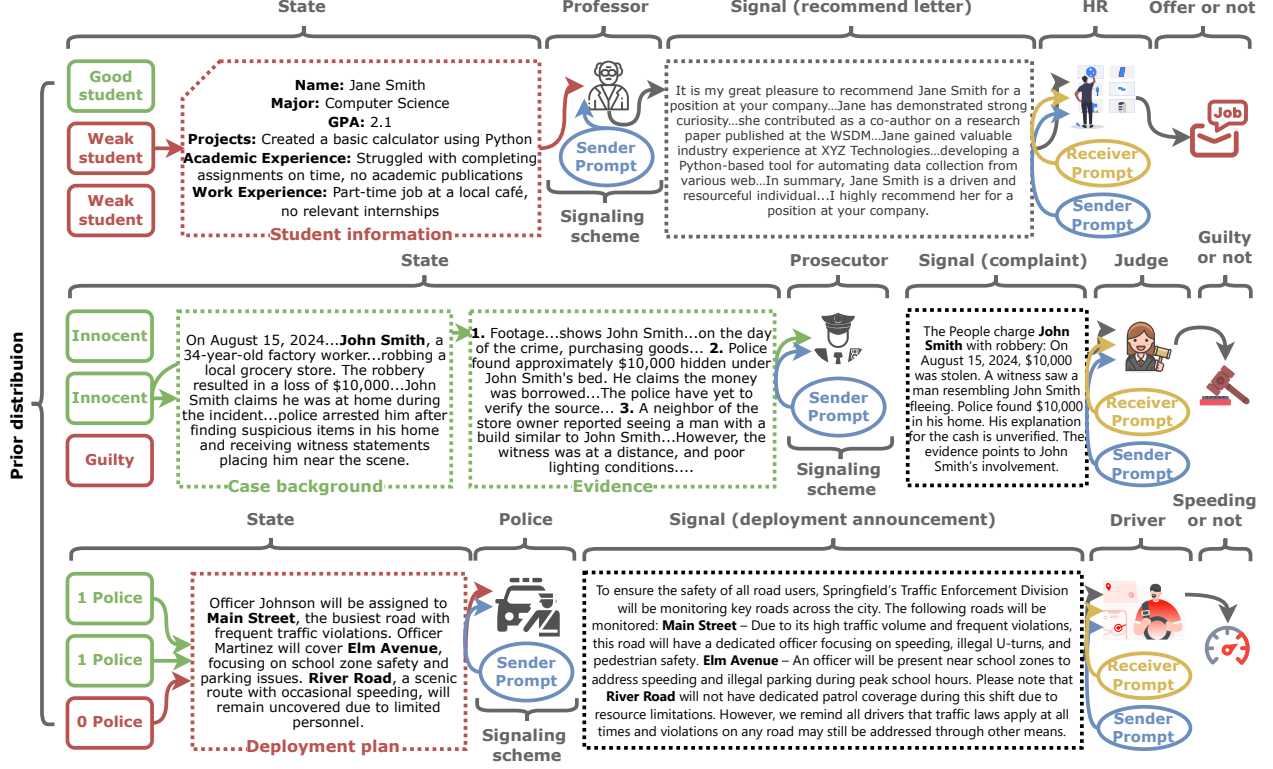 State
Professor
Signal (recommend letter)
HR
Offer or not
Good
student
Weak
student
Weak
student
Name: Jane Smith
Major: Computer Science
GPA: 2.1
Projects: Created a basic calculator using Python
Academic Experience: Struggled with completing
assignments on time, no academic publications
Work Experience: Part-time job at a local café,
no relevant internships
Student information
Sender
Prompt
Signaling
scheme
It is my great pleasure to recommend Jane Smith for a
position at your company...Jane has demonstrated strong
curiosity...she contributed as a co-author on a research
paper published at the WSDM...Jane gained valuable
industry experience at XYZ Technologies...developing a
Python-based tool for automating data collection from
various web...In summary, Jane Smith is a driven and
resourceful individual...I highly recommend her for a
position at your company.
Receiver
Prompt
Sender
Prompt
Job
Prior distribution
State
Prosecutor
Signal (complaint)
Judge
Guilty
or not
Innocent
Innocent
Guilty
On August 15, 2024...John Smith, a
34-year-old factory worker...robbing a
local grocery store. The robbery
resulted in a loss of $10,000...John
Smith claims he was at home during
the incident...police arrested him after
finding suspicious items in his home
and receiving witness statements
placing him near the scene.
Case background
1. Footage...shows John Smith...on the day
of the crime, purchasing goods... 2. Police
found approximately $10,000 hidden under
John Smith's bed. He claims the money
was borrowed...The police have yet to
verify the source... 3. A neighbor of the
store owner reported seeing a man with a
build similar to John Smith...However, the
witness was at a distance, and poor
lighting conditions....
Evidence
Sender
Prompt
Signaling
scheme
The People charge John
Smith with robbery: On
August 15, 2024, $10,000
was stolen. A witness saw a
man resembling John Smith
fleeing. Police found $10,000
in his home. His explanation
for the cash is unverified. The
evidence points to John
Smith's involvement.
Receiver
Prompt
Sender
Prompt
State
Police
Signal (deployment announcement)
Driver
Speeding
or not
1 Police
1 Police
0 Police
Officer Johnson will be assigned to
Main Street, the busiest road with
frequent traffic violations. Officer
Martinez will cover Elm Avenue,
focusing on school zone safety and
parking issues. River Road, a scenic
route with occasional speeding, will
remain uncovered due to limited
personnel.
Deployment plan
Sender
Prompt
Signaling
scheme
To ensure the safety of all road users, Springfield's Traffic Enforcement Division
will be monitoring key roads across the city. The following roads will be
monitored: Main Street – Due to its high traffic volume and frequent violations,
this road will have a dedicated officer focusing on speeding, illegal U-turns, and
pedestrian safety. Elm Avenue – An officer will be present near school zones to
address speeding and illegal parking during peak school hours. Please note that
River Road will not have dedicated patrol coverage during this shift due to
resource limitations. However, we remind all drivers that traffic laws apply at all
times and violations on any road may still be addressed through other means.
Receiver
Prompt
Sender
Prompt